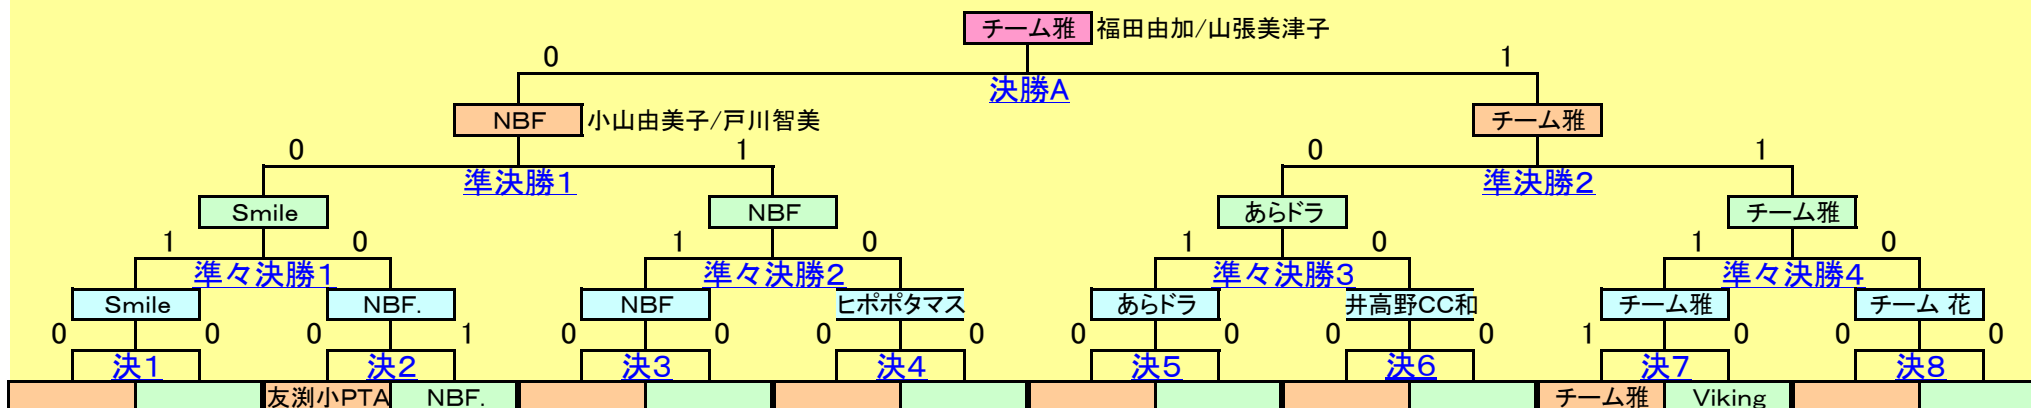 チーム雅 福田由加/山張美津子
0 1
決勝A
NBF 小山由美子/戸川智美 チーム雅
0 1 0 1
準決勝1 準決勝2
Smile NBF あらドラ チーム雅
1 0 1 0 1 0 1 0
準々決勝1 準々決勝2 準々決勝3 準々決勝4
Smile NBF. NBF ヒポポタマス あらドラ 井高野CC和 チーム雅 チーム 花
0 0 0 1 0 0 0 0 0 0 0 0 1 0 0 0
決1 決2 決3 決4 決5 決6 決7 決8
友渕小PTA NBF. チーム雅 Viking